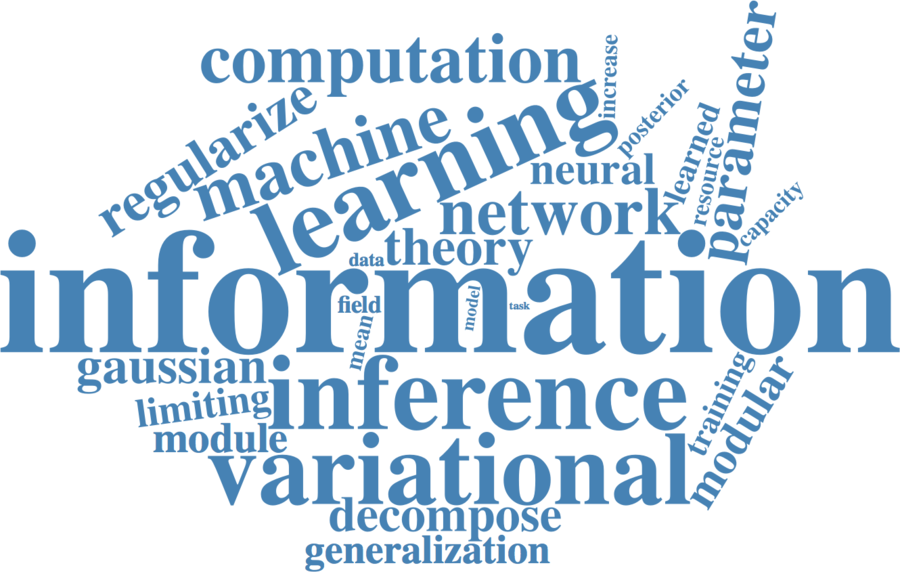 computation
increase
parameter
regularize
machine
learning
posterior
learned
resource
neural
network
capacity
theory
data
information
field
mean
model
task
gaussian
inference
limiting
module
training
modular
variational
decompose
generalization